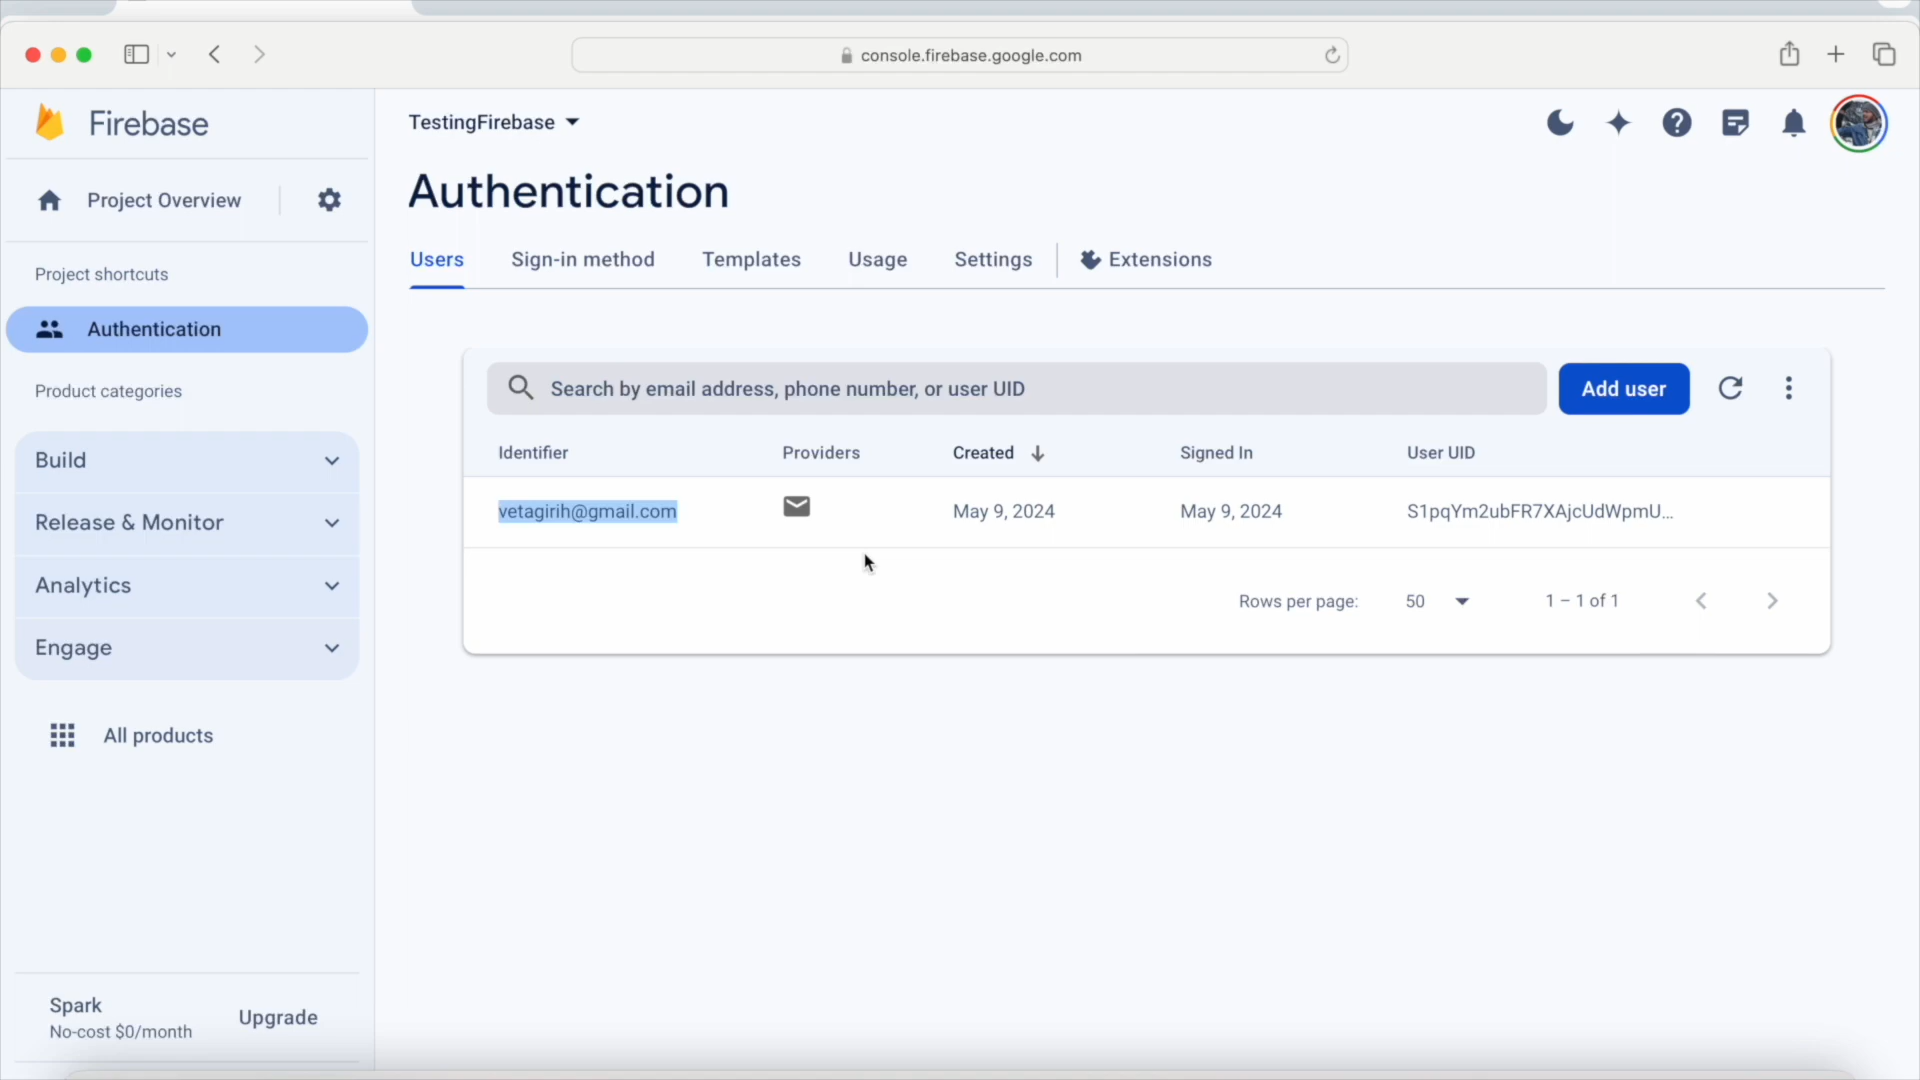 console.firebase.google.com
Firebase
TestingFirebase
Project Overview
Authentication
Users
Sign-in method
Templates
Usage
Settings
Extensions
Project shortcuts
Authentication
Product categories
Build
Release & Monitor
Analytics
Engage
All products
Search by email address, phone number, or user UID
Add user
Identifier
Providers
Created
Signed In
User UID
vetagirih@gmail.com
May 9, 2024
May 9, 2024
S1pqYm2ubFR7XAjcUdWpmU...
Rows per page:
50
1 – 1 of 1
Spark
No-cost $0/month
Upgrade